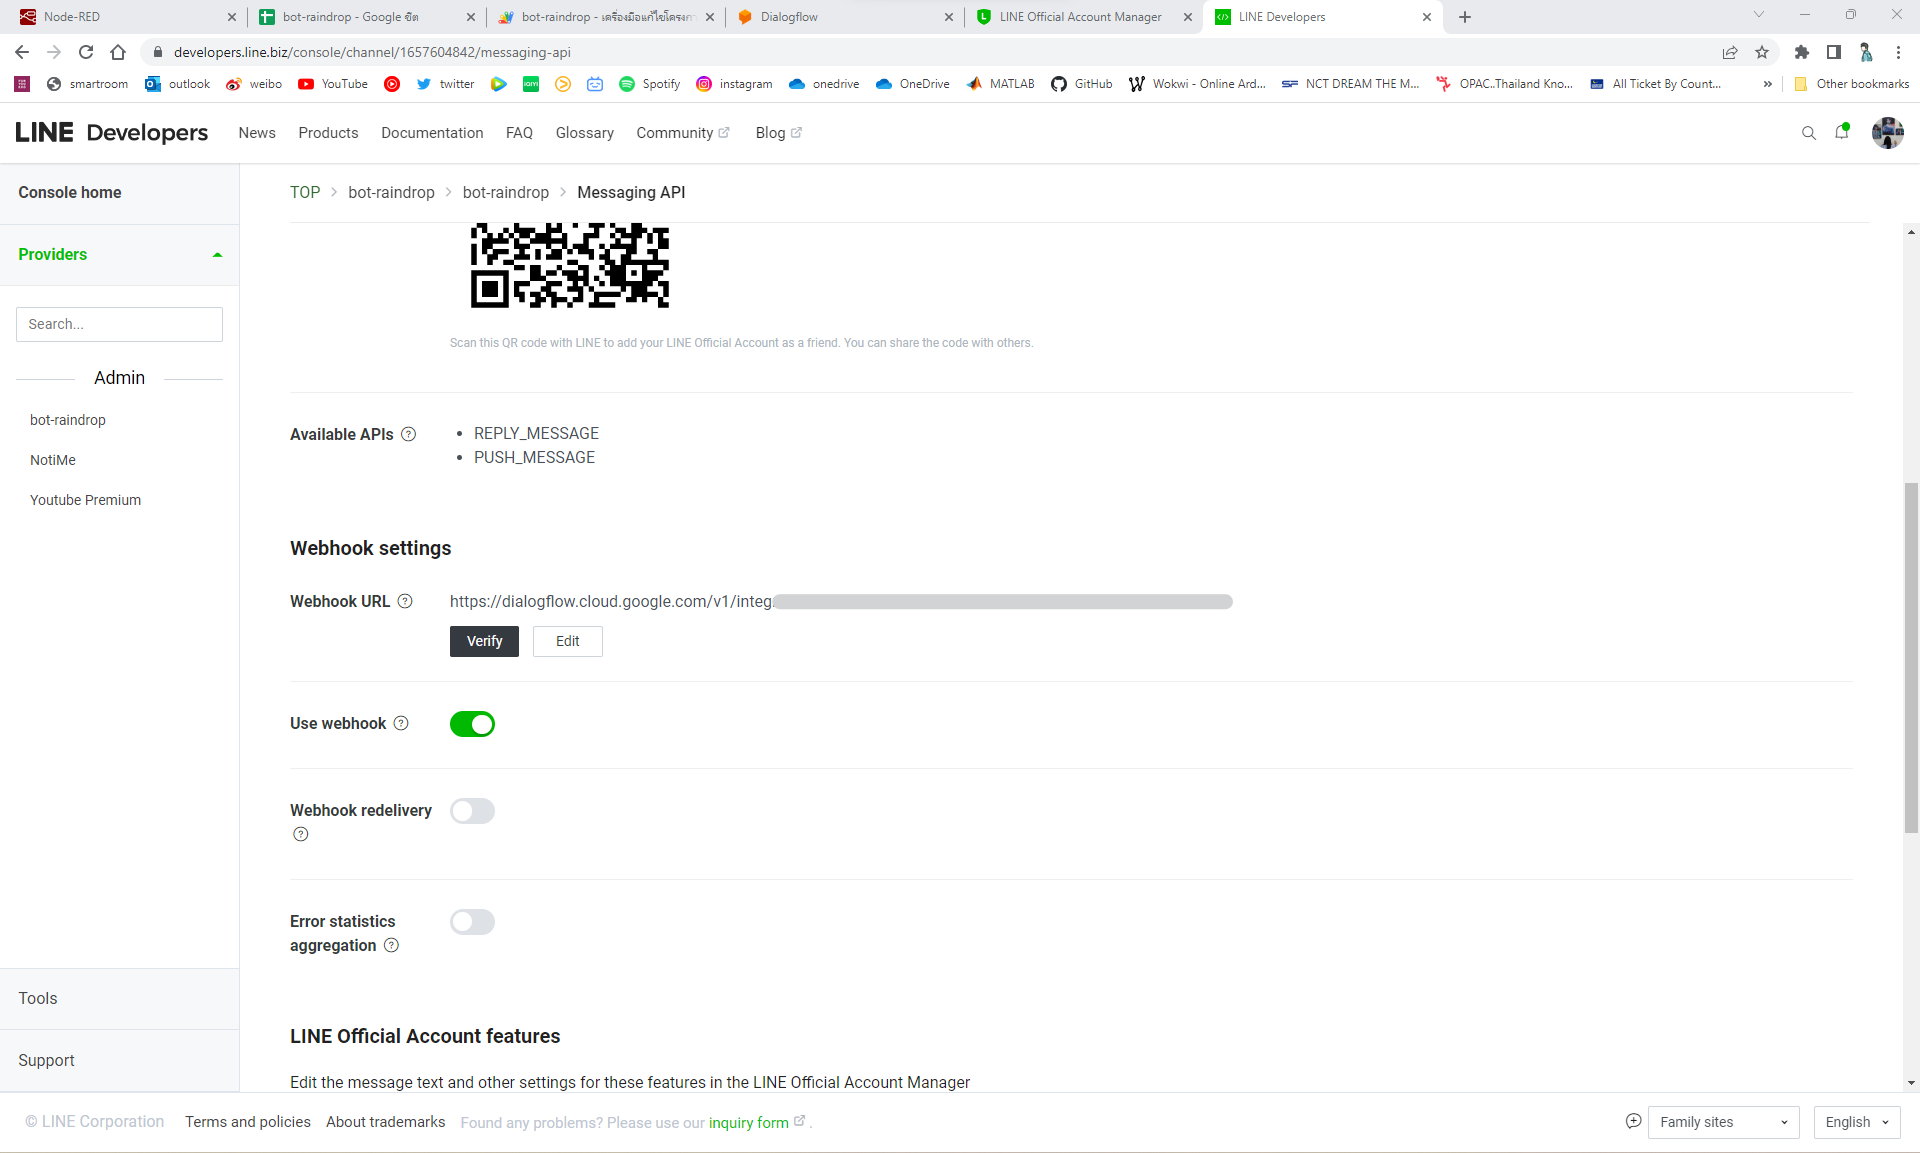 Node-RED
bot-raindrop - Google ชีต
bot-raindrop - เครื่องมือแก้ไขโครงกา
Dialogflow
LINE Official Account Manager
LINE Developers
developers.line.biz/console/channel/1657604842/messaging-api
smartroom
outlook
weibo
YouTube
twitter
Spotify
instagram
onedrive
OneDrive
MATLAB
GitHub
Wokwi - Online Ard...
NCT DREAM THE M...
OPAC..Thailand Kno...
All Ticket By Count...
»
Other bookmarks
LINE Developers
News
Products
Documentation
FAQ
Glossary
Community
Blog
Console home
Providers
Search...
Admin
bot-raindrop
NotiMe
Youtube Premium
Tools
Support
TOP > bot-raindrop > bot-raindrop > Messaging API
Scan this QR code with LINE to add your LINE Official Account as a friend. You can share the code with others.
Available APIs ?
• REPLY_MESSAGE
• PUSH_MESSAGE
Webhook settings
Webhook URL ?
https://dialogflow.cloud.google.com/v1/integ
Verify
Edit
Use webhook ?
Webhook redelivery
?
Error statistics
aggregation ?
LINE Official Account features
Edit the message text and other settings for these features in the LINE Official Account Manager
© LINE Corporation
Terms and policies
About trademarks
Found any problems? Please use our inquiry form .
Family sites
English